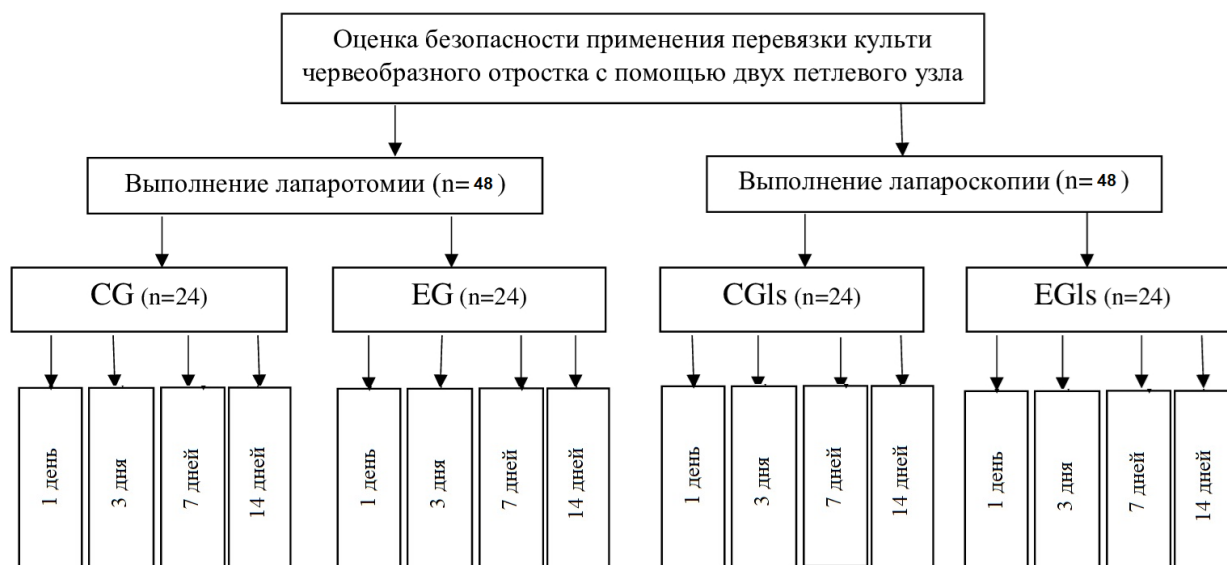 Оценка безопасности применения перевязки культи
червеобразного отростка с помощью двух петлевого узла
Выполнение лапаротомии (n= 48 )
Выполнение лапароскопии (n= 48 )
CG (n=24)
EG (n=24)
CGls (n=24)
EGls (n=24)
1 день
3 дня
7 дней
14 дней
1 день
3 дня
7 дней
14 дней
1 день
3 дня
7 дней
14 дней
1 день
3 дня
7 дней
14 дней